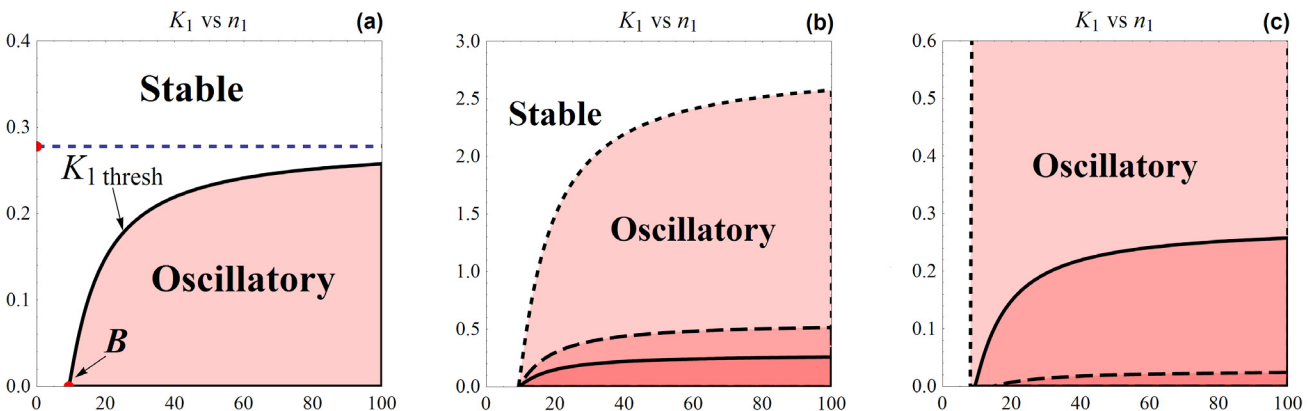 K₁ vs n₁ (a)
0.4
0.3
0.2
0.1
0.0
Stable
K₁ thresh
Oscillatory
B
0 20 40 60 80 100
K₁ vs n₁ (b)
3.0
2.5
2.0
1.5
1.0
0.5
0.0
Stable
Oscillatory
0 20 40 60 80 100
K₁ vs n₁ (c)
0.6
0.5
0.4
0.3
0.2
0.1
0.0
Oscillatory
0 20 40 60 80 100